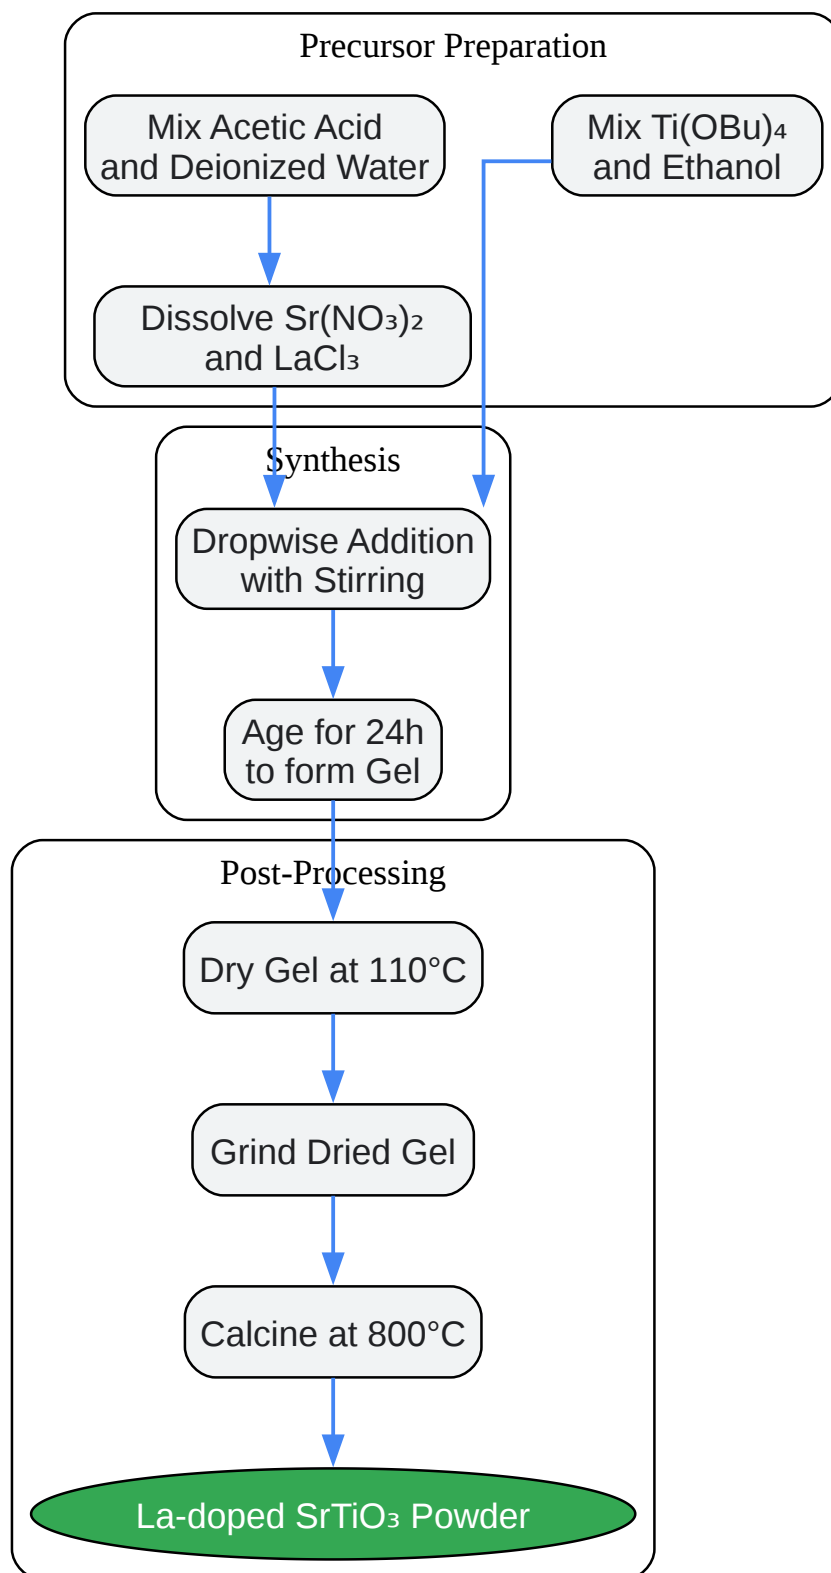 Precursor Preparation
Mix Acetic Acid
and Deionized Water
Mix Ti(OBu)₄
and Ethanol
Dissolve Sr(NO₃)₂
and LaCl₃
Synthesis
Dropwise Addition
with Stirring
Age for 24h
to form Gel
Post-Processing
Dry Gel at 110°C
Grind Dried Gel
Calcine at 800°C
La-doped SrTiO₃ Powder